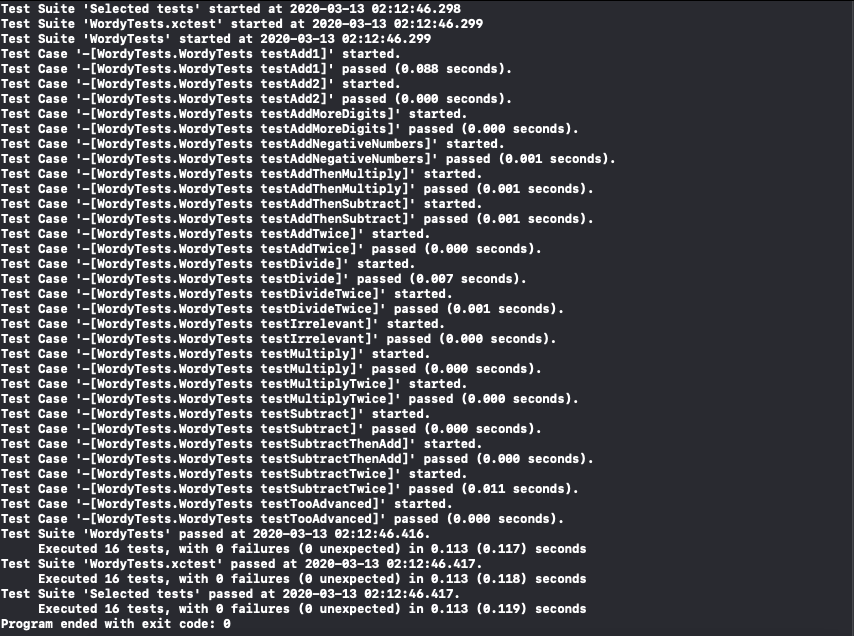 Test Suite 'Selected tests' started at 2020-03-13 02:12:46.298
Test Suite 'WordyTests.xctest' started at 2020-03-13 02:12:46.299
Test Suite 'WordyTests' started at 2020-03-13 02:12:46.299
Test Case '-[WordyTests.WordyTests testAdd1]' started.
Test Case '-[WordyTests.WordyTests testAdd1]' passed (0.088 seconds).
Test Case '-[WordyTests.WordyTests testAdd2]' started.
Test Case '-[WordyTests.WordyTests testAdd2]' passed (0.000 seconds).
Test Case '-[WordyTests.WordyTests testAddMoreDigits]' started.
Test Case '-[WordyTests.WordyTests testAddMoreDigits]' passed (0.000 seconds).
Test Case '-[WordyTests.WordyTests testAddNegativeNumbers]' started.
Test Case '-[WordyTests.WordyTests testAddNegativeNumbers]' passed (0.001 seconds).
Test Case '-[WordyTests.WordyTests testAddThenMultiply]' started.
Test Case '-[WordyTests.WordyTests testAddThenMultiply]' passed (0.001 seconds).
Test Case '-[WordyTests.WordyTests testAddThenSubtract]' started.
Test Case '-[WordyTests.WordyTests testAddThenSubtract]' passed (0.001 seconds).
Test Case '-[WordyTests.WordyTests testAddTwice]' started.
Test Case '-[WordyTests.WordyTests testAddTwice]' passed (0.000 seconds).
Test Case '-[WordyTests.WordyTests testDivide]' started.
Test Case '-[WordyTests.WordyTests testDivide]' passed (0.007 seconds).
Test Case '-[WordyTests.WordyTests testDivideTwice]' started.
Test Case '-[WordyTests.WordyTests testDivideTwice]' passed (0.001 seconds).
Test Case '-[WordyTests.WordyTests testIrrelevant]' started.
Test Case '-[WordyTests.WordyTests testIrrelevant]' passed (0.000 seconds).
Test Case '-[WordyTests.WordyTests testMultiply]' started.
Test Case '-[WordyTests.WordyTests testMultiply]' passed (0.000 seconds).
Test Case '-[WordyTests.WordyTests testMultiplyTwice]' started.
Test Case '-[WordyTests.WordyTests testMultiplyTwice]' passed (0.000 seconds).
Test Case '-[WordyTests.WordyTests testSubtract]' started.
Test Case '-[WordyTests.WordyTests testSubtract]' passed (0.000 seconds).
Test Case '-[WordyTests.WordyTests testSubtractThenAdd]' started.
Test Case '-[WordyTests.WordyTests testSubtractThenAdd]' passed (0.000 seconds).
Test Case '-[WordyTests.WordyTests testSubtractTwice]' started.
Test Case '-[WordyTests.WordyTests testSubtractTwice]' passed (0.011 seconds).
Test Case '-[WordyTests.WordyTests testTooAdvanced]' started.
Test Case '-[WordyTests.WordyTests testTooAdvanced]' passed (0.000 seconds).
Test Suite 'WordyTests' passed at 2020-03-13 02:12:46.416.
Executed 16 tests, with 0 failures (0 unexpected) in 0.113 (0.117) seconds
Test Suite 'WordyTests.xctest' passed at 2020-03-13 02:12:46.417.
Executed 16 tests, with 0 failures (0 unexpected) in 0.113 (0.118) seconds
Test Suite 'Selected tests' passed at 2020-03-13 02:12:46.417.
Executed 16 tests, with 0 failures (0 unexpected) in 0.113 (0.119) seconds
Program ended with exit code: 0